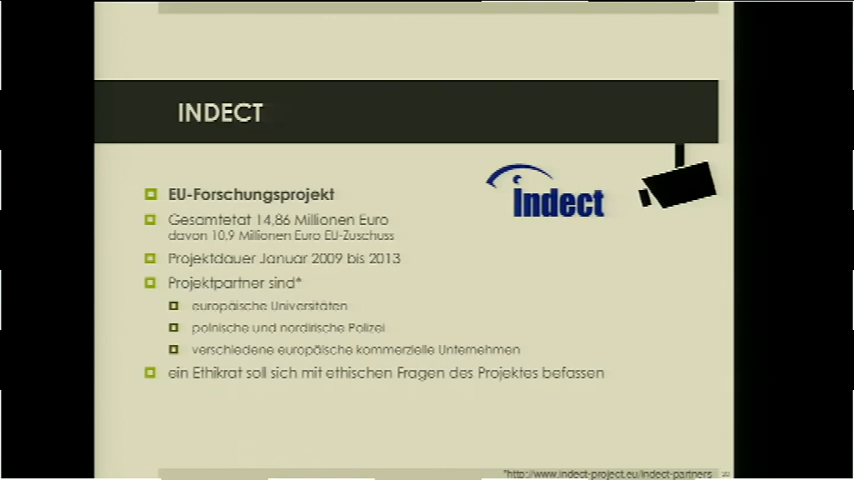 INDECT
indect
EU-Forschungsprojekt
Gesamtetat 14,86 Millionen Euro
davon 10,9 Millionen Euro EU-Zuschuss
Projektdauer Januar 2009 bis 2013
Projektpartner sind*
europäische Universitäten
polnische und nordirische Polizei
verschiedene europäische kommerzielle Unternehmen
ein Ethikrat soll sich mit ethischen Fragen des Projektes befassen
*http://www.indect-project.eu/indect-partners